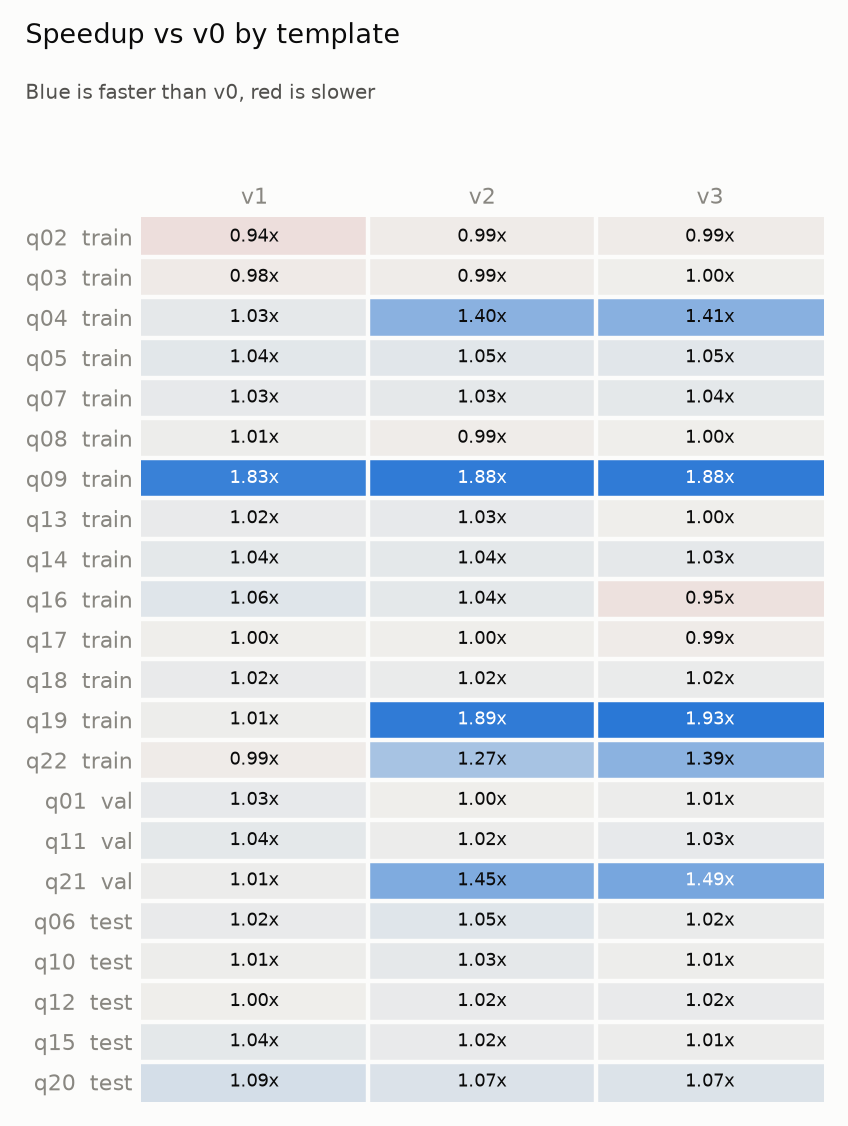 Speedup vs v0 by template
Blue is faster than v0, red is slower
v1 v2 v3
q02 train 0.94x 0.99x 0.99x
q03 train 0.98x 0.99x 1.00x
q04 train 1.03x 1.40x 1.41x
q05 train 1.04x 1.05x 1.05x
q07 train 1.03x 1.03x 1.04x
q08 train 1.01x 0.99x 1.00x
q09 train 1.83x 1.88x 1.88x
q13 train 1.02x 1.03x 1.00x
q14 train 1.04x 1.04x 1.03x
q16 train 1.06x 1.04x 0.95x
q17 train 1.00x 1.00x 0.99x
q18 train 1.02x 1.02x 1.02x
q19 train 1.01x 1.89x 1.93x
q22 train 0.99x 1.27x 1.39x
q01 val 1.03x 1.00x 1.01x
q11 val 1.04x 1.02x 1.03x
q21 val 1.01x 1.45x 1.49x
q06 test 1.02x 1.05x 1.02x
q10 test 1.01x 1.03x 1.01x
q12 test 1.00x 1.02x 1.02x
q15 test 1.04x 1.02x 1.01x
q20 test 1.09x 1.07x 1.07x